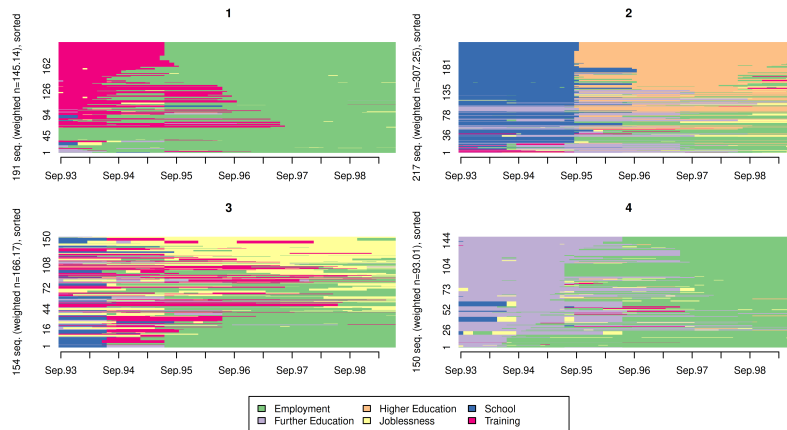 1
191 seq. (weighted n=145.14), sorted
1 45 94 126 162
Sep.93 Sep.94 Sep.95 Sep.96 Sep.97 Sep.98
2
217 seq. (weighted n=307.25), sorted
1 36 78 135 181
Sep.93 Sep.94 Sep.95 Sep.96 Sep.97 Sep.98
3
154 seq. (weighted n=166.17), sorted
1 16 44 72 108 150
Sep.93 Sep.94 Sep.95 Sep.96 Sep.97 Sep.98
4
150 seq. (weighted n=93.01), sorted
1 26 52 73 104 144
Sep.93 Sep.94 Sep.95 Sep.96 Sep.97 Sep.98
Employment Higher Education School
Further Education Joblessness Training